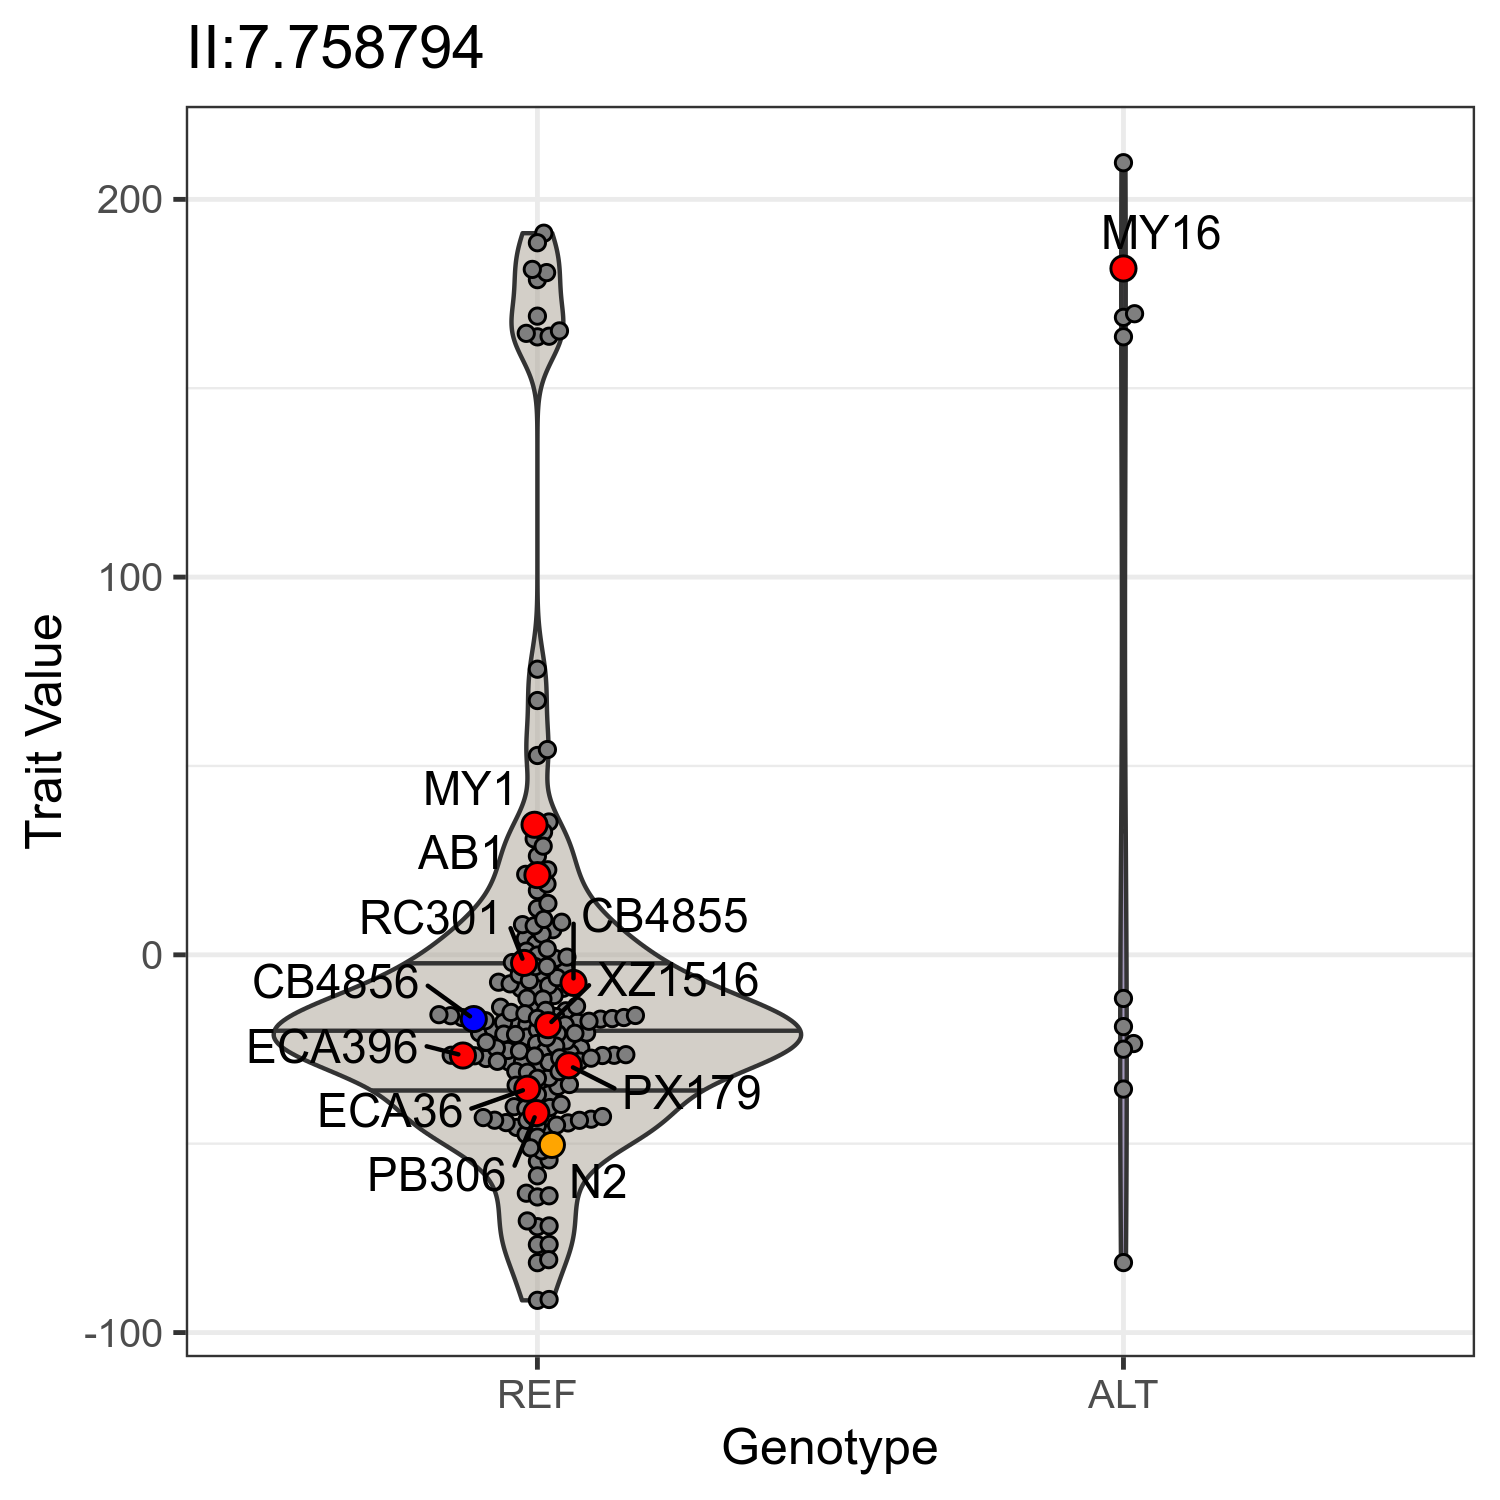 II:7.758794
Trait Value
200
100
0
-100
MY16
MY1
AB1
RC301
CB4855
CB4856
XZ1516
ECA396
PX179
ECA36
PB306
N2
REF
ALT
Genotype